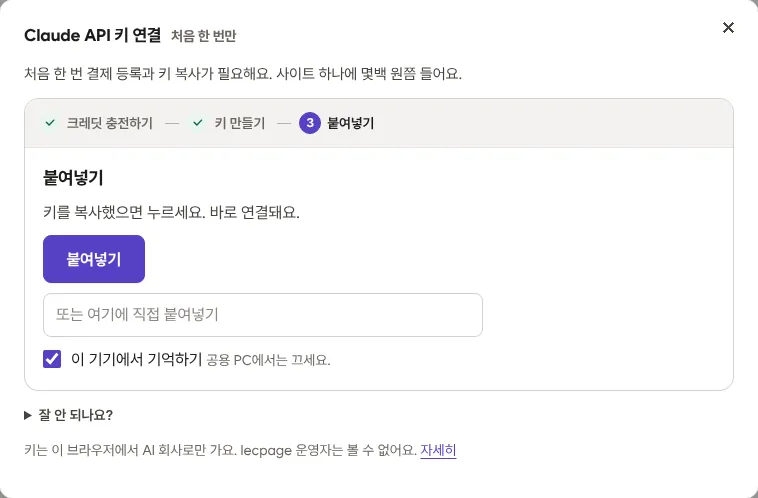 Claude API 키 연결 처음 한 번만
처음 한 번 결제 등록과 키 복사가 필요해요. 사이트 하나에 몇백 원쯤 들어요.
크레딧 충전하기 — 키 만들기 — 3 붙여넣기
붙여넣기
키를 복사했으면 누르세요. 바로 연결돼요.
붙여넣기
또는 여기에 직접 붙여넣기
이 기기에서 기억하기 공용 PC에서는 끄세요.
잘 안 되나요?
키는 이 브라우저에서 AI 회사로만 가요. lecpage 운영자는 볼 수 없어요. 자세히